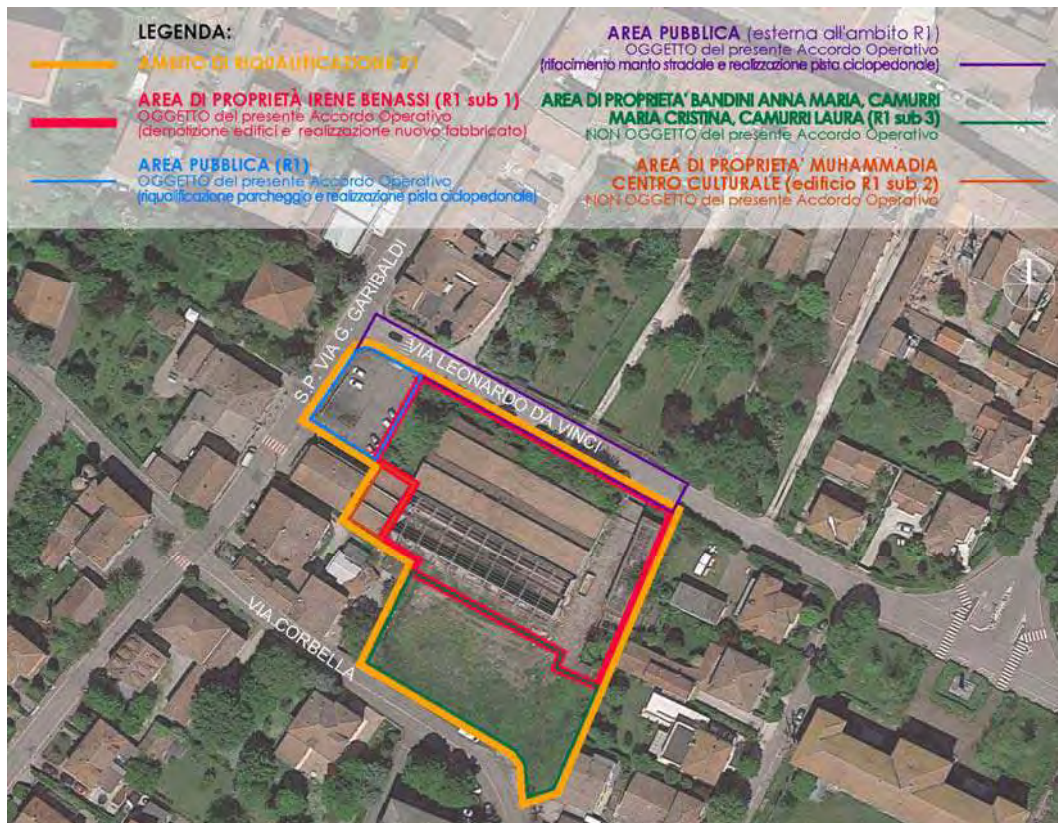 LEGENDA:
AMBITO DI RIQUALIFICAZIONE R1
AREA DI PROPRIETÀ IRENE BENASSI (R1 sub 1)
OGGETTO del presente Accordo Operativo
(demolizione edifici e realizzazione nuovo fabbricato)
AREA PUBBLICA (R1)
OGGETTO del presente Accordo Operativo
(riqualificazione parcheggio e realizzazione pista ciclopedonale)
AREA PUBBLICA (esterna all'ambito R1)
OGGETTO del presente Accordo Operativo
(rifacimento manto stradale e realizzazione pista ciclopedonale)
AREA DI PROPRIETA' BANDINI ANNA MARIA, CAMURRI
MARIA CRISTINA, CAMURRI LAURA (R1 sub 3)
NON OGGETTO del presente Accordo Operativo
AREA DI PROPRIETA' MUHAMMADIA
CENTRO CULTURALE (edificio R1 sub 2)
NON OGGETTO del presente Accordo Operativo
S.P. VIA G. GARIBALDI
VIA LEONARDO DA VINCI
VIA CORBELLA